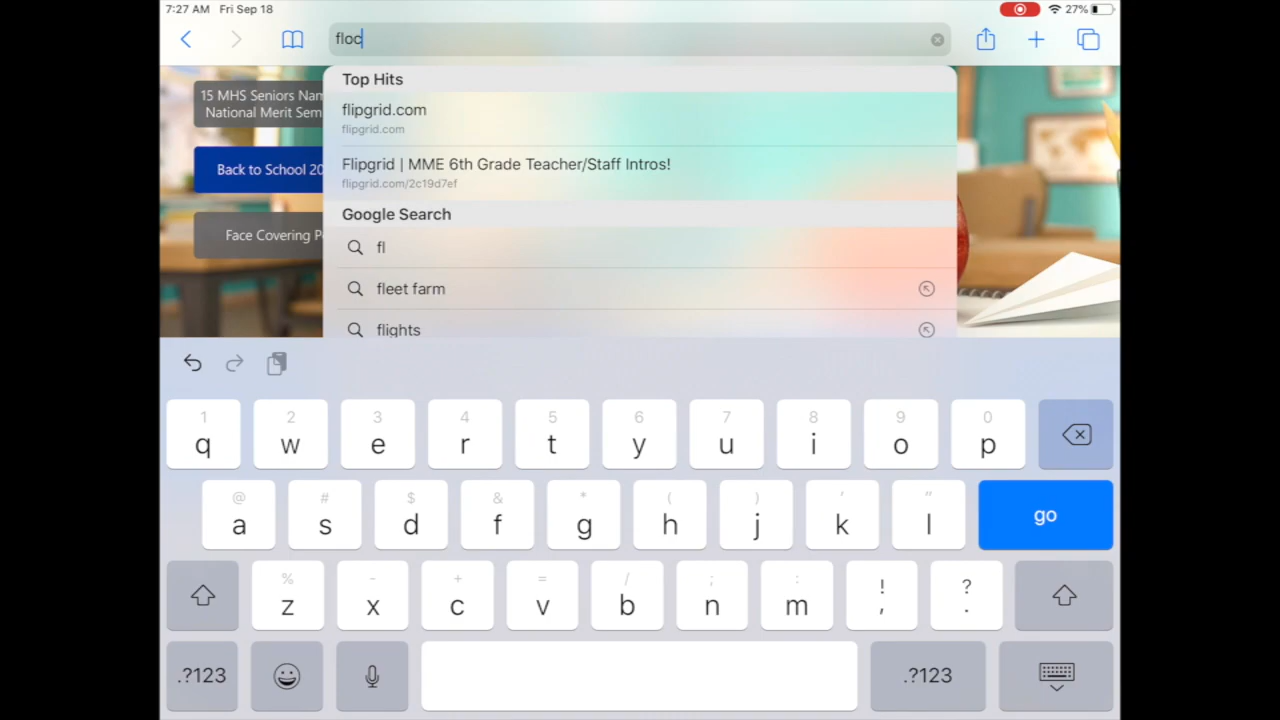 7:27 AM Fri Sep 18
27%
floc
15 MHS Seniors Nam
National Merit Sem
Back to School 20
Face Covering P
Top Hits
flipgrid.com
flipgrid.com
Flipgrid | MME 6th Grade Teacher/Staff Intros!
flipgrid.com/2c19d7ef
Google Search
fl
fleet farm
flights
1 2 3 4 5 6 7 8 9 0
q w e r t y u i o p
@ # $ & * ( ) ' "
a s d f g h j k l go
% - + = / ; : ! ?
z x c v b n m , .
.?123 .?123